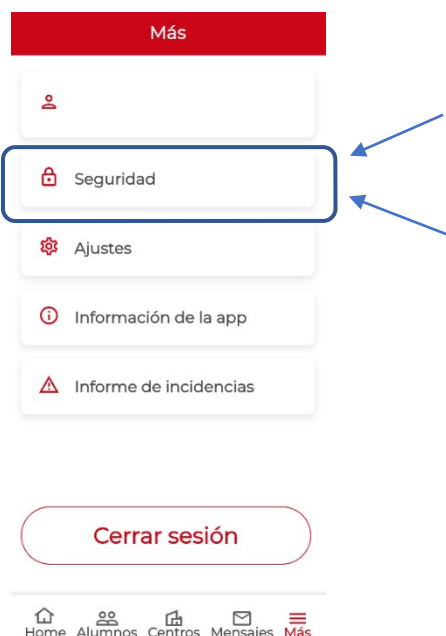 Más
Seguridad
Ajustes
Información de la app
Informe de incidencias
Cerrar sesión
Home Alumnos Centros Mensajes Más